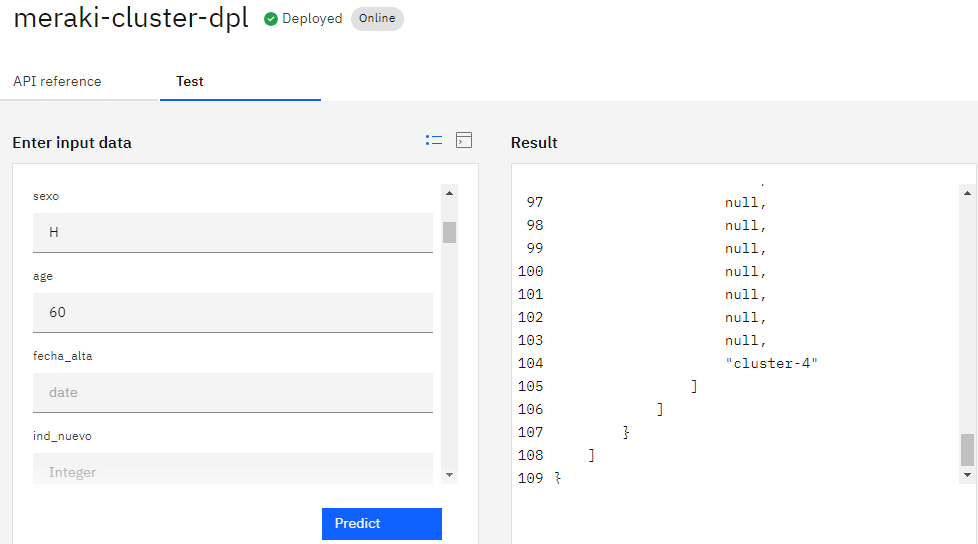 meraki-cluster-dpl Deployed Online
API reference Test
Enter input data
sexo
H
age
60
fecha_alta
date
ind_nuevo
Integer
Predict
Result
97 null,
98 null,
99 null,
100 null,
101 null,
102 null,
103 null,
104 "cluster-4"
105 ]
106 ]
107 }
108 ]
109 }